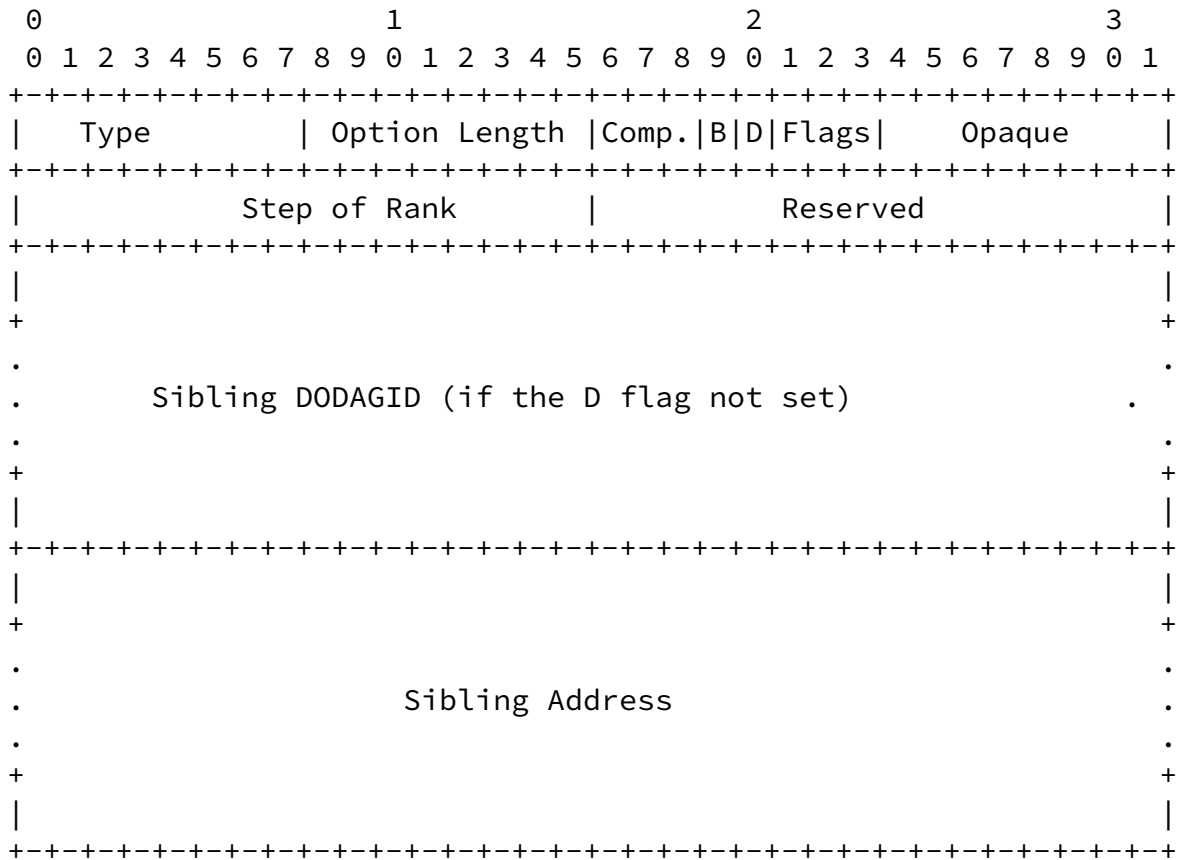 0                   1                   2                   3
 0 1 2 3 4 5 6 7 8 9 0 1 2 3 4 5 6 7 8 9 0 1 2 3 4 5 6 7 8 9 0 1
+-+-+-+-+-+-+-+-+-+-+-+-+-+-+-+-+-+-+-+-+-+-+-+-+-+-+-+-+-+-+-+-+
|   Type        | Option Length |Comp.|B|D|Flags|    Opaque     |
+-+-+-+-+-+-+-+-+-+-+-+-+-+-+-+-+-+-+-+-+-+-+-+-+-+-+-+-+-+-+-+-+
|            Step of Rank       |          Reserved             |
+-+-+-+-+-+-+-+-+-+-+-+-+-+-+-+-+-+-+-+-+-+-+-+-+-+-+-+-+-+-+-+-+
|                                                               |
+                                                               +
.                                                               .
.       Sibling DODAGID (if the D flag not set)               .
.                                                               .
+                                                               +
|                                                               |
+-+-+-+-+-+-+-+-+-+-+-+-+-+-+-+-+-+-+-+-+-+-+-+-+-+-+-+-+-+-+-+-+
|                                                               |
+                                                               +
.                                                               .
.                     Sibling Address                           .
.                                                               .
+                                                               +
|                                                               |
+-+-+-+-+-+-+-+-+-+-+-+-+-+-+-+-+-+-+-+-+-+-+-+-+-+-+-+-+-+-+-+-+